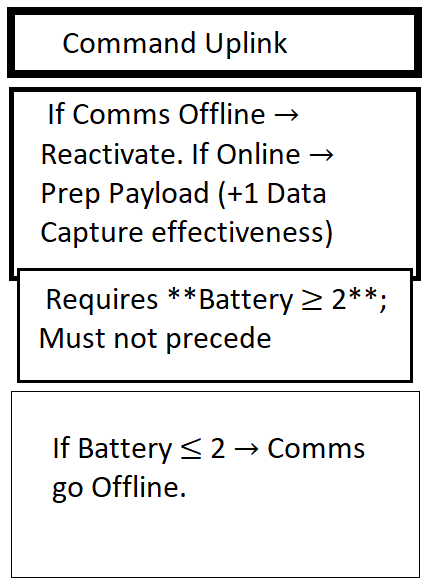 Command Uplink
If Comms Offline →
Reactivate. If Online →
Prep Payload (+1 Data
Capture effectiveness)
Requires **Battery ≥ 2**;
Must not precede
If Battery ≤ 2 → Comms
go Offline.